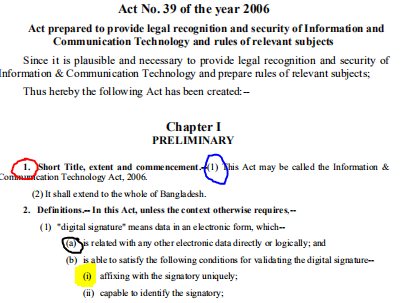 Act No. 39 of the year 2006
Act prepared to provide legal recognition and security of Information and
Communication Technology and rules of relevant subjects
Since it is plausible and necessary to provide legal recognition and security of
Information & Communication Technology and prepare rules of relevant subjects;
Thus hereby the following Act has been created:--
Chapter I
PRELIMINARY
1. Short Title, extent and commencement.--(1) This Act may be called the Information &
Communication Technology Act, 2006.
(2) It shall extend to the whole of Bangladesh.
2. Definitions.-- In this Act, unless the context otherwise requires,--
(1) "digital signature" means data in an electronic form, which--
(a) is related with any other electronic data directly or logically; and
(b) is able to satisfy the following conditions for validating the digital signature--
(i) affixing with the signatory uniquely;
(ii) capable to identify the signatory;